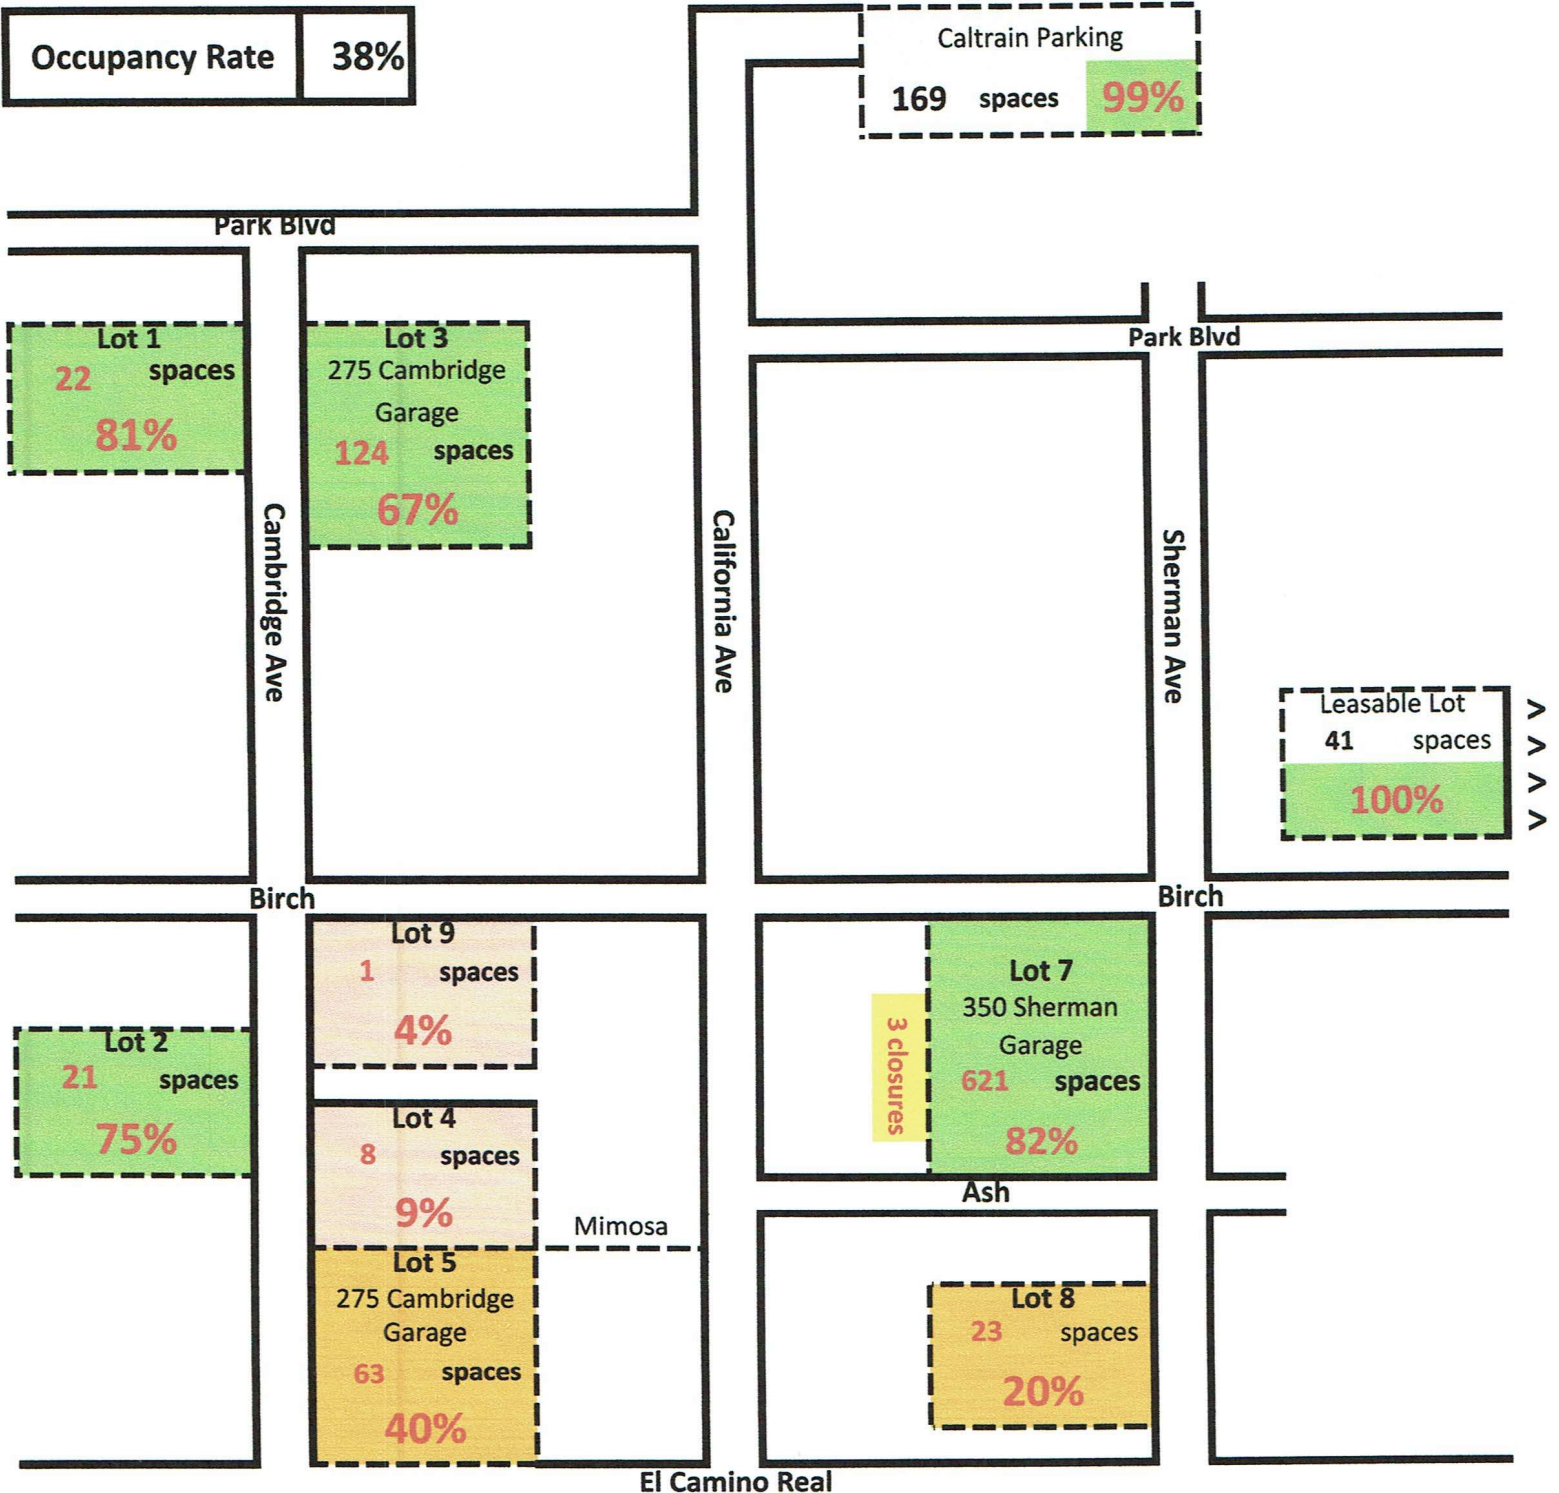 Occupancy Rate 38%
Caltrain Parking
169 spaces 99%
Park Blvd
Park Blvd
Lot 1
22 spaces
81%
Lot 3
275 Cambridge
Garage
124 spaces
67%
Cambridge Ave
California Ave
Sherman Ave
Leasable Lot
41 spaces
100%
>
>
>
>
Birch
Birch
Lot 9
1 spaces
4%
Lot 7
350 Sherman
Garage
621 spaces
82%
3 closures
Lot 2
21 spaces
75%
Lot 4
8 spaces
9%
Mimosa
Ash
Lot 5
275 Cambridge
Garage
63 spaces
40%
Lot 8
23 spaces
20%
El Camino Real